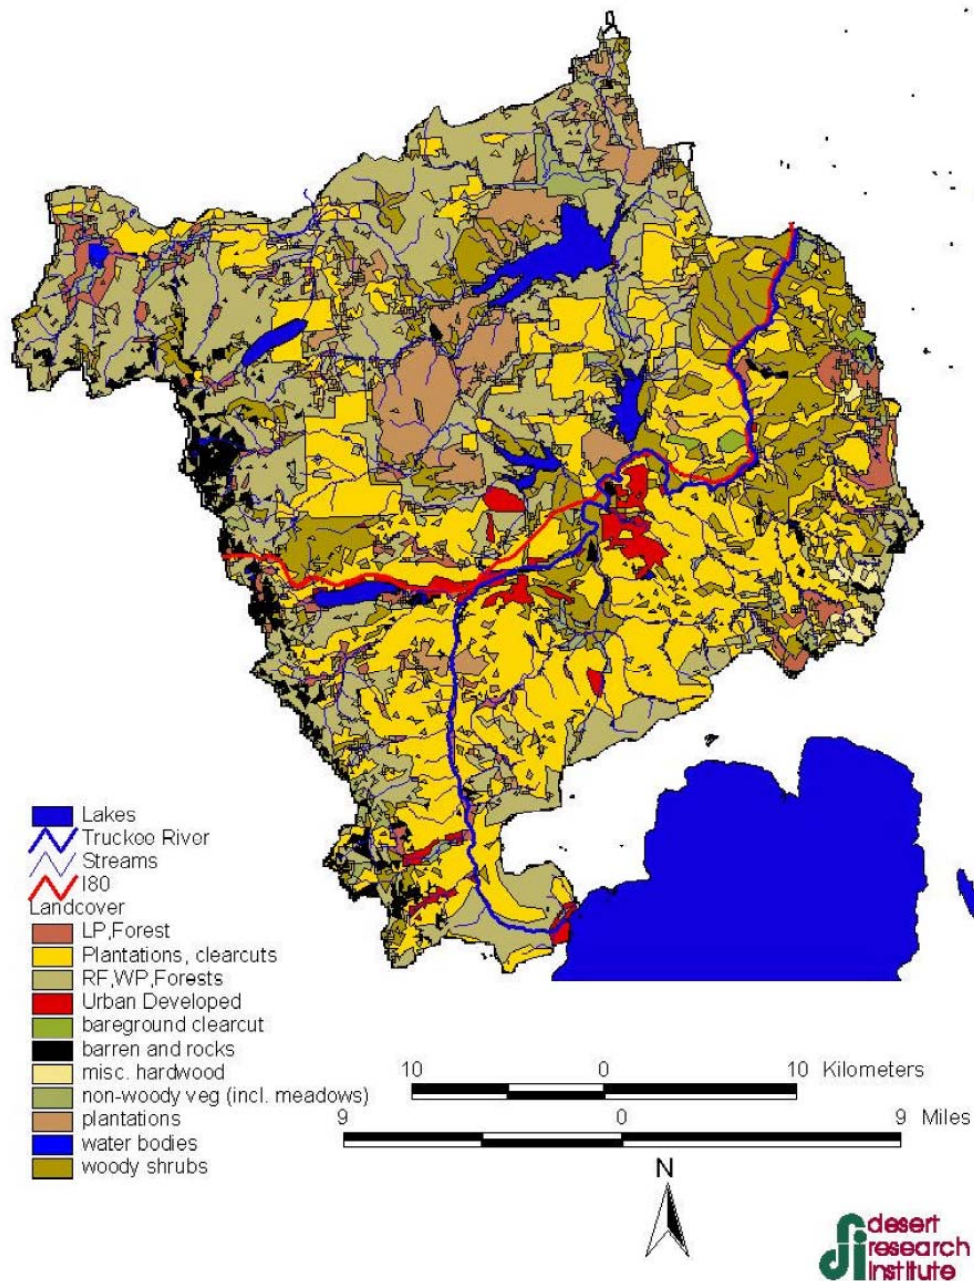 Lakes
Truckoo Rivor
Streams
I80
Landcover
LP,Forest
Plantations, clearcuts
RF,WP,Forests
Urban Developed
bareground clearcut
barren and rocks
misc. hardwood
non-woody veg (incl. meadows)
plantations
water bodies
woody shrubs
10 0 10 Kilometers
9 0 9 Miles
N
desert
research
institute